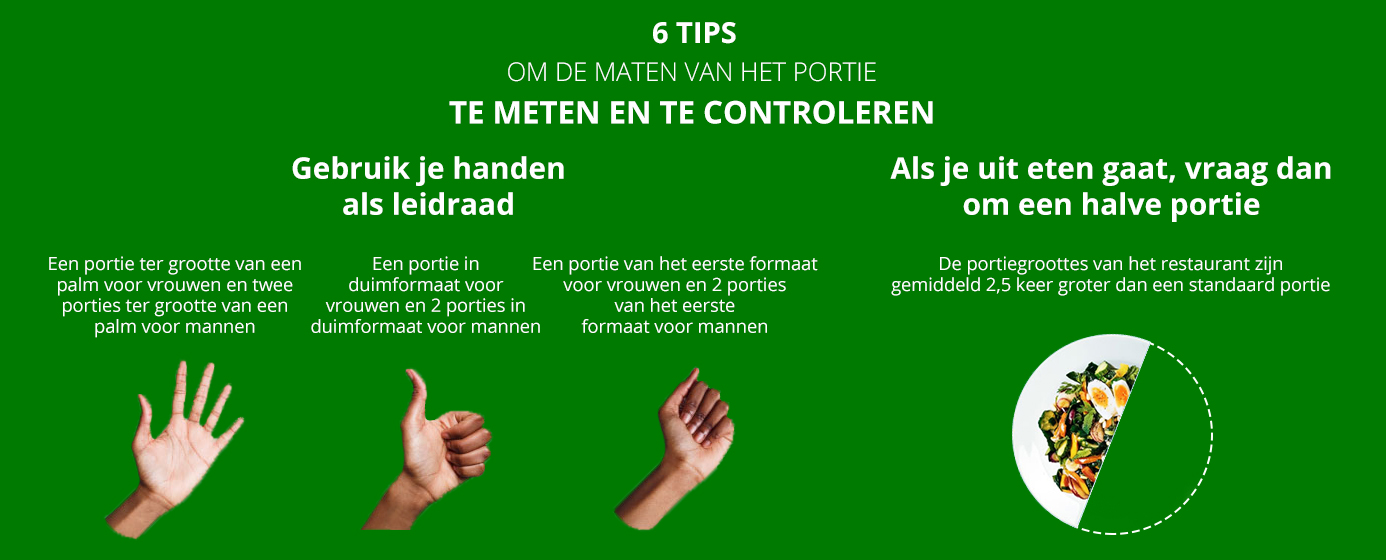 6 TIPS
OM DE MATEN VAN HET PORTIE
TE METEN EN TE CONTROLEREN
Gebruik je handen
als leidraad
Een portie ter grootte van een
palm voor vrouwen en twee
porties ter grootte van een
palm voor mannen
Een portie in
duimformaat voor
vrouwen en 2 porties in
duimformaat voor mannen
Een portie van het eerste formaat
voor vrouwen en 2 porties
van het eerste
formaat voor mannen
Als je uit eten gaat, vraag dan
om een halve portie
De portiegroottes van het restaurant zijn
gemiddeld 2,5 keer groter dan een standaard portie